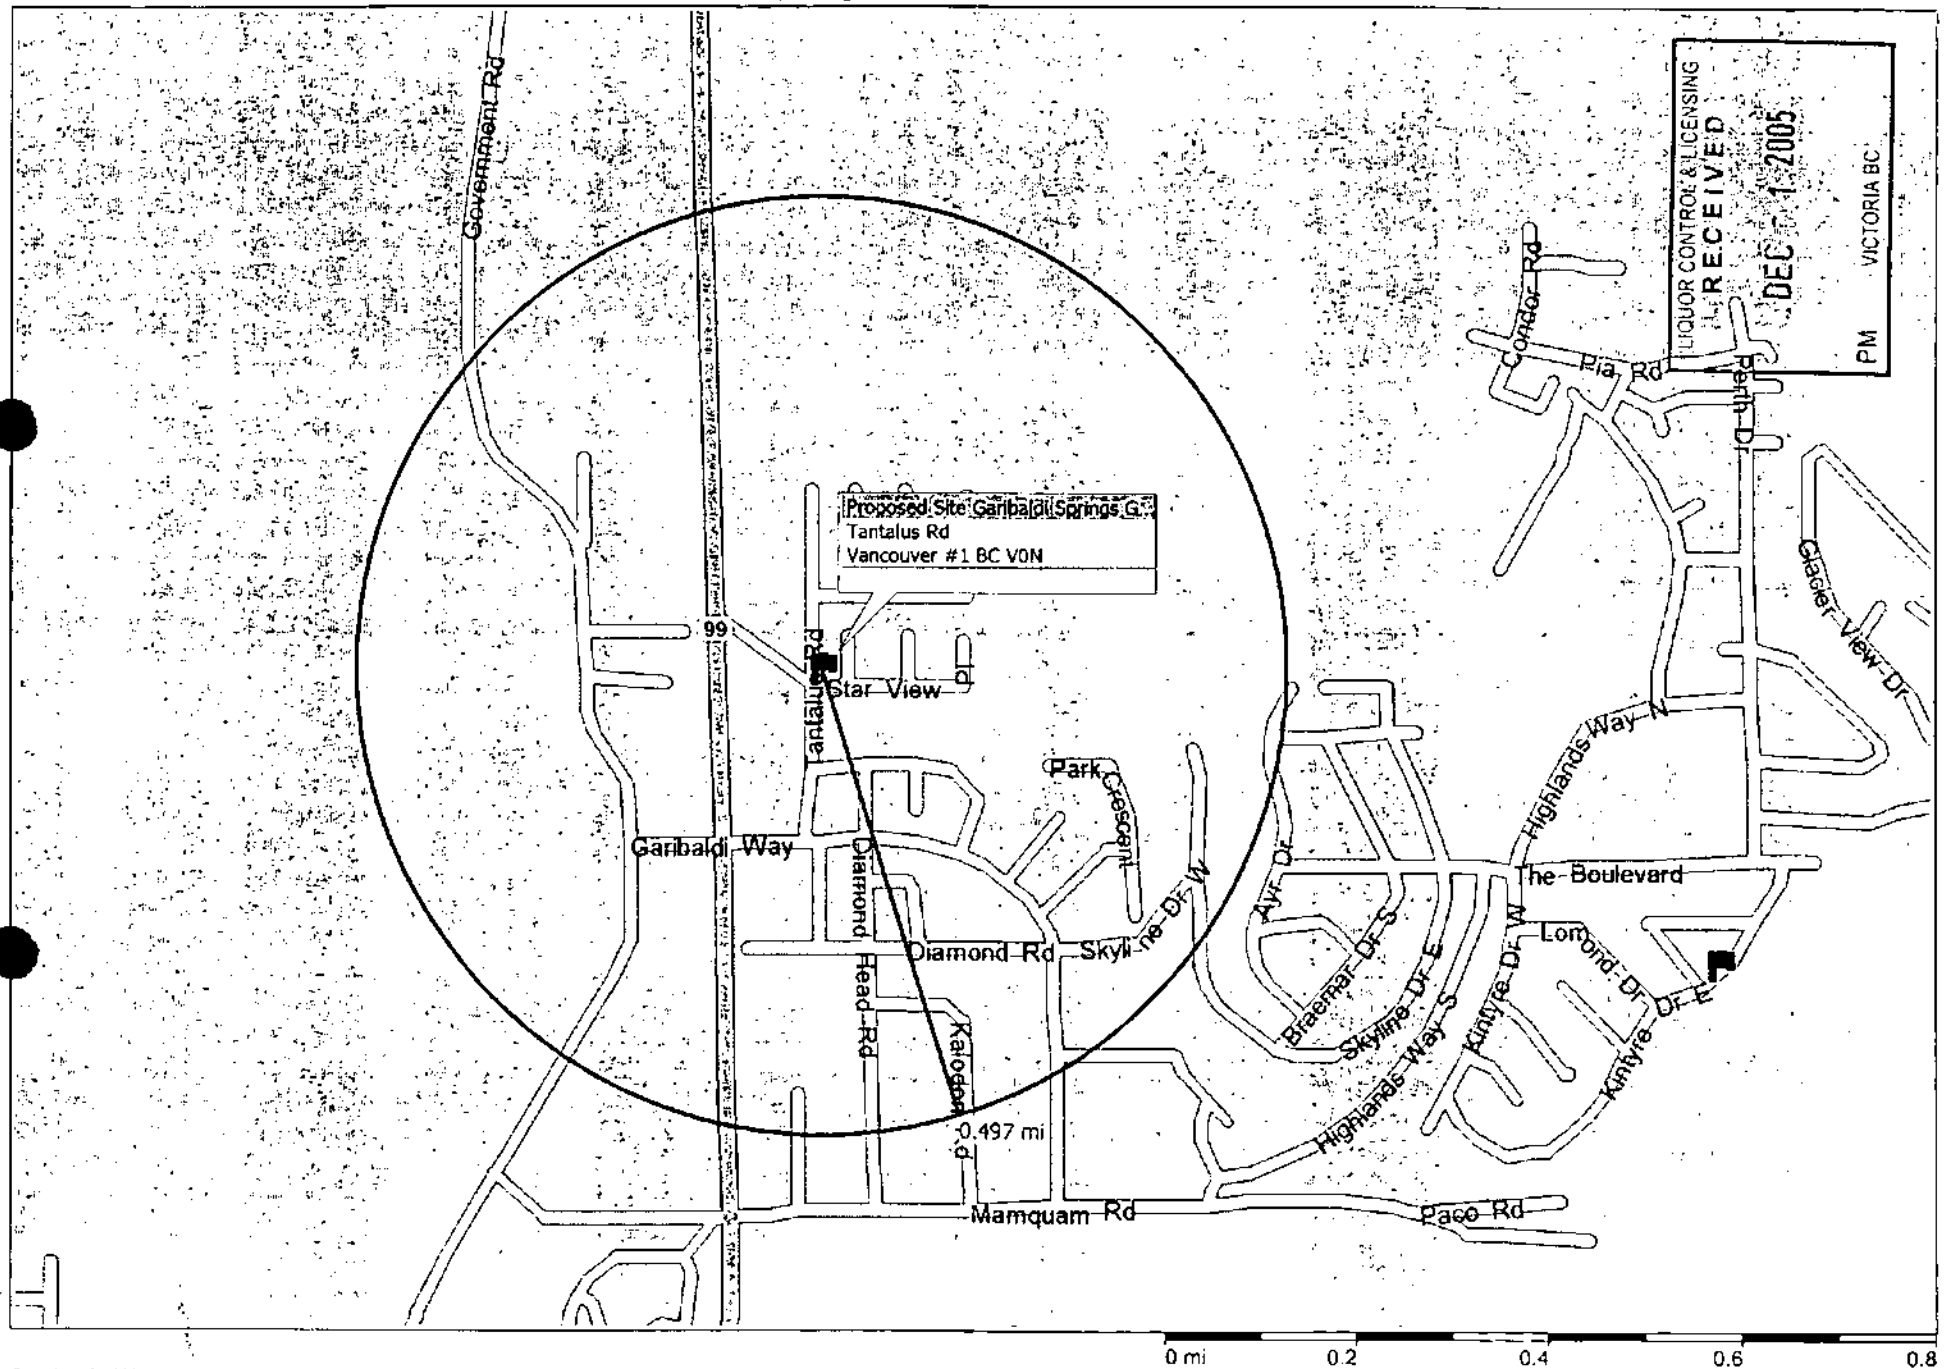 Government Rd
LIQUOR CONTROL & LICENSING
RECEIVED
DEC - 1 2005
PM VICTORIA BC
Condor Rd
Pia Rd
Perth D
Proposed Site Garibaldi Springs G
Tantalus Rd
Vancouver #1 BC V0N
99
Tantalus Rd
Star View Pl
Glacier View Dr
Highlands Way N
Park Crescent
Garibaldi Way
Diamond Head Rd
Diamond Rd
Skyline Dr W
Ayr Dr
The Boulevard
Braemar Dr S
Skyline Dr E
Highlands Way S
Kintyre Dr W
Lomond Dr
Kintyre Dr E
0.497 mi
Mamquam Rd
Paco Rd
0 mi 0.2 0.4 0.6 0.8